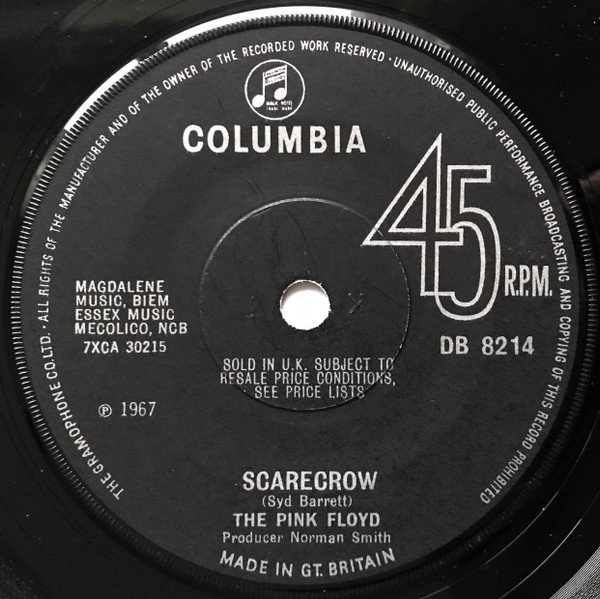 THE GRAMOPHONE CO.LTD. · ALL RIGHTS OF THE MANUFACTURER AND OF THE OWNER OF THE RECORDED WORK RESERVED · UNAUTHORISED PUBLIC PERFORMANCE BROADCASTING AND COPYING OF THIS RECORD PROHIBITED
TRADE MARK
COLUMBIA
45
R.P.M.
MAGDALENE
MUSIC, BIEM
ESSEX MUSIC
MECOLICO, NCB
7XCA 30215
DB 8214
SOLD IN U.K. SUBJECT TO
RESALE PRICE CONDITIONS,
SEE PRICE LISTS
℗ 1967
SCARECROW
(Syd Barrett)
THE PINK FLOYD
Producer Norman Smith
MADE IN GT. BRITAIN